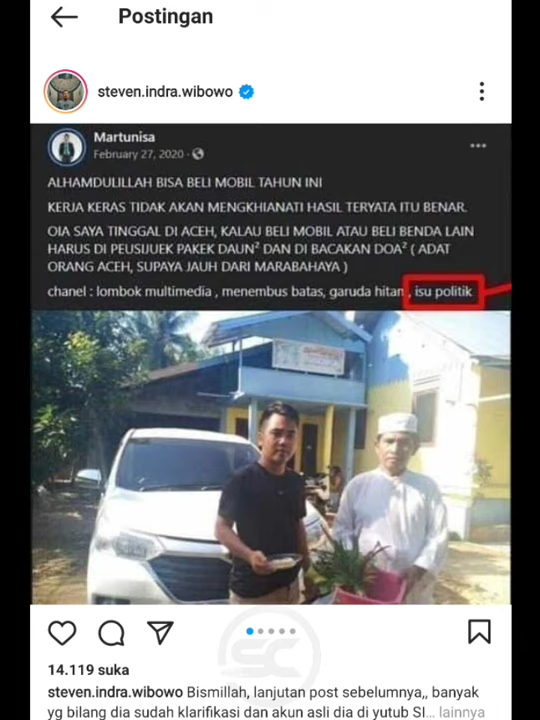 Postingan
steven.indra.wibowo
Martunisa
February 27, 2020 ·
ALHAMDULILLAH BISA BELI MOBIL TAHUN INI
KERJA KERAS TIDAK AKAN MENGKHIANATI HASIL TERYATA ITU BENAR.
OIA SAYA TINGGAL DI ACEH, KALAU BELI MOBIL ATAU BELI BENDA LAIN
HARUS DI PEUSIJUEK PAKEK DAUN² DAN DI BACAKAN DOA² ( ADAT
ORANG ACEH, SUPAYA JAUH DARI MARABAHAYA )
chanel : lombok multimedia , menembus batas, garuda hitan , isu politik
SC
14.119 suka
steven.indra.wibowo Bismillah, lanjutan post sebelumnya,, banyak
yg bilang dia sudah klarifikasi dan akun asli dia di yutub SI... lainnya